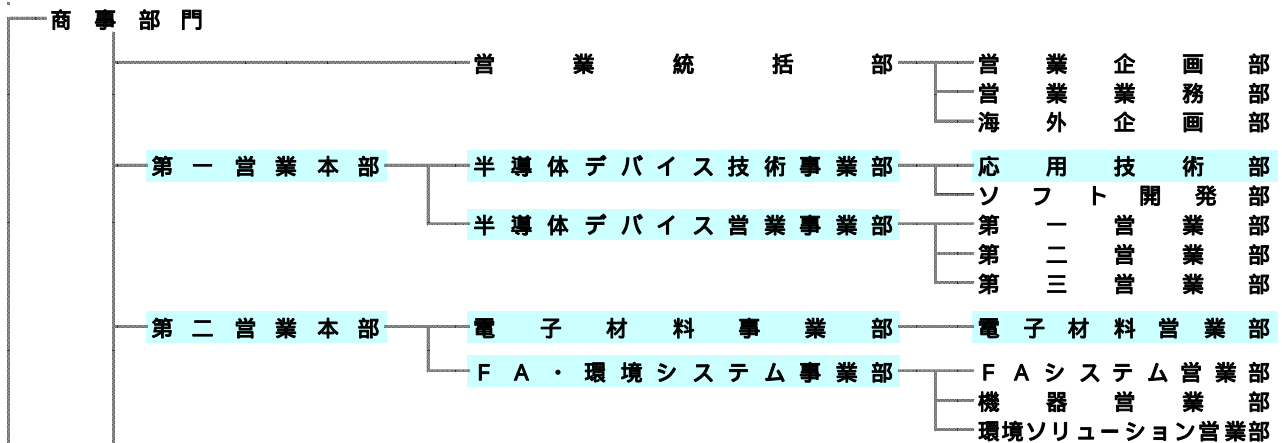 商事部門
営業統括部 営業企画部
営業業務部
海外企画部
第一営業本部 半導体デバイス技術事業部 応用技術部
ソフト開発部
半導体デバイス営業事業部 第一営業部
第二営業部
第三営業部
第二営業本部 電子材料事業部 電子材料営業部
ＦＡ・環境システム事業部 ＦＡシステム営業部
機器営業部
環境ソリューション営業部